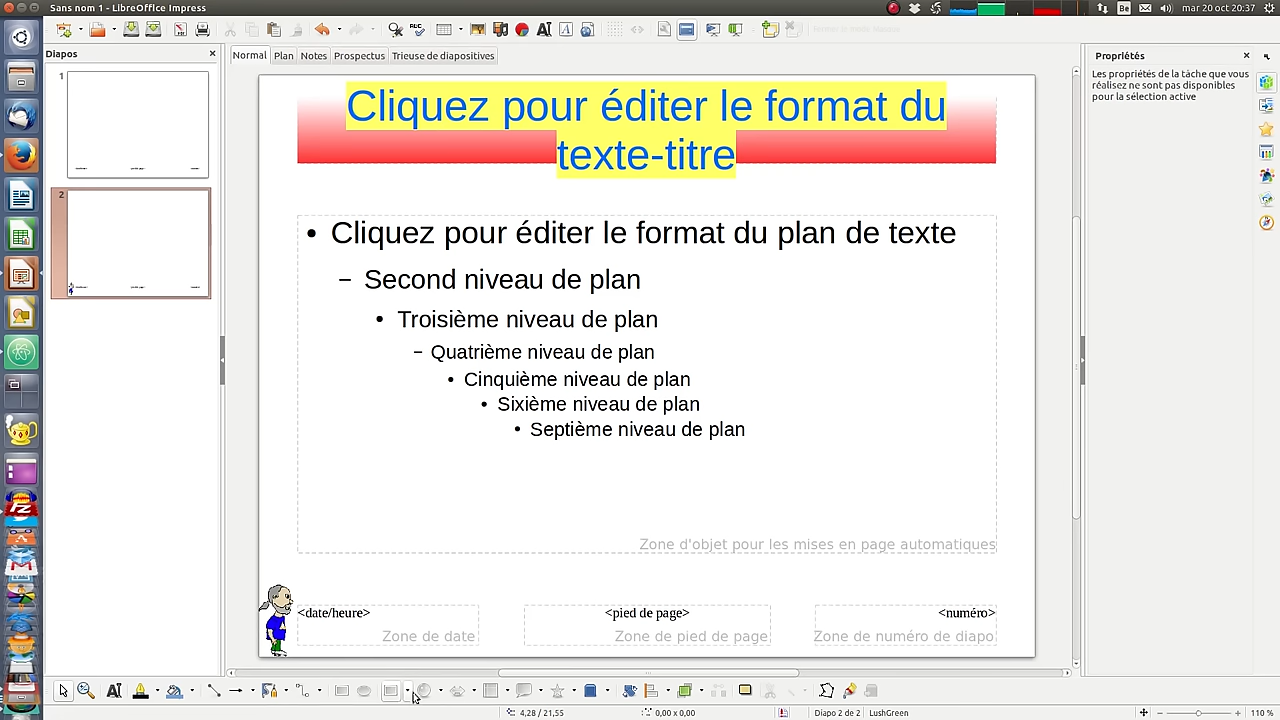 Sans nom 1 - LibreOffice Impress
Be
mar 20 oct 20:37
Diapos
Normal
Plan
Notes
Prospectus
Trieuse de diapositives
Propriétés
Les propriétés de la tâche que vous
réalisez ne sont pas disponibles
pour la sélection active
1
2
Cliquez pour éditer le format du
texte-titre
• Cliquez pour éditer le format du plan de texte
– Second niveau de plan
• Troisième niveau de plan
– Quatrième niveau de plan
• Cinquième niveau de plan
• Sixième niveau de plan
• Septième niveau de plan
Zone d'objet pour les mises en page automatiques
<date/heure>
<pied de page>
<numéro>
Zone de date
Zone de pied de page
Zone de numéro de diapo
4,28 / 21,55
0,00 x 0,00
Diapo 2 de 2
LushGreen
110 %